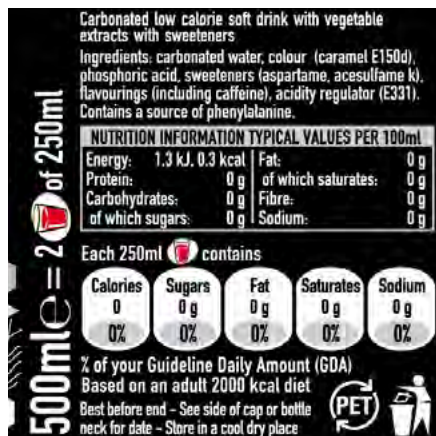 Carbonated low calorie soft drink with vegetable
extracts with sweeteners
Ingredients: carbonated water, colour (caramel E150d),
phosphoric acid, sweeteners (aspartame, acesulfame k),
flavourings (including caffeine), acidity regulator (E331).
Contains a source of phenylalanine.
NUTRITION INFORMATION TYPICAL VALUES PER 100ml
Energy: 1.3 kJ, 0.3 kcal Fat: 0 g
Protein: 0 g of which saturates: 0 g
Carbohydrates: 0 g Fibre: 0 g
of which sugars: 0 g Sodium: 0 g
Each 250ml contains
Calories Sugars Fat Saturates Sodium
0 0 g 0 g 0 g 0 g
0% 0% 0% 0% 0%
% of your Guideline Daily Amount (GDA)
Based on an adult 2000 kcal diet
Best before end - See side of cap or bottle
neck for date - Store in a cool dry place
PET
500ml e = 2 of 250ml